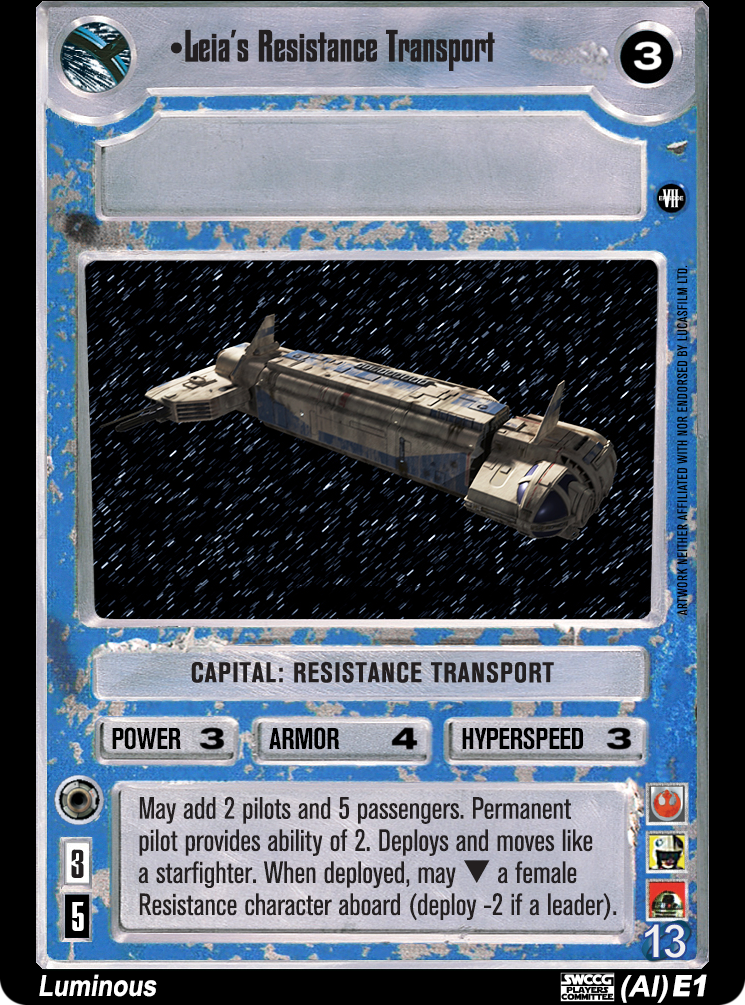 •Leia's Resistance Transport
3
EPISODE
VII
ARTWORK NEITHER AFFILIATED WITH NOR ENDORSED BY LUCASFILM LTD.
CAPITAL: RESISTANCE TRANSPORT
POWER 3
ARMOR 4
HYPERSPEED 3
May add 2 pilots and 5 passengers. Permanent
pilot provides ability of 2. Deploys and moves like
a starfighter. When deployed, may ▼ a female
Resistance character aboard (deploy -2 if a leader).
3
5
13
Luminous
SWCCG
PLAYERS
COMMITTEE
(AI) E1